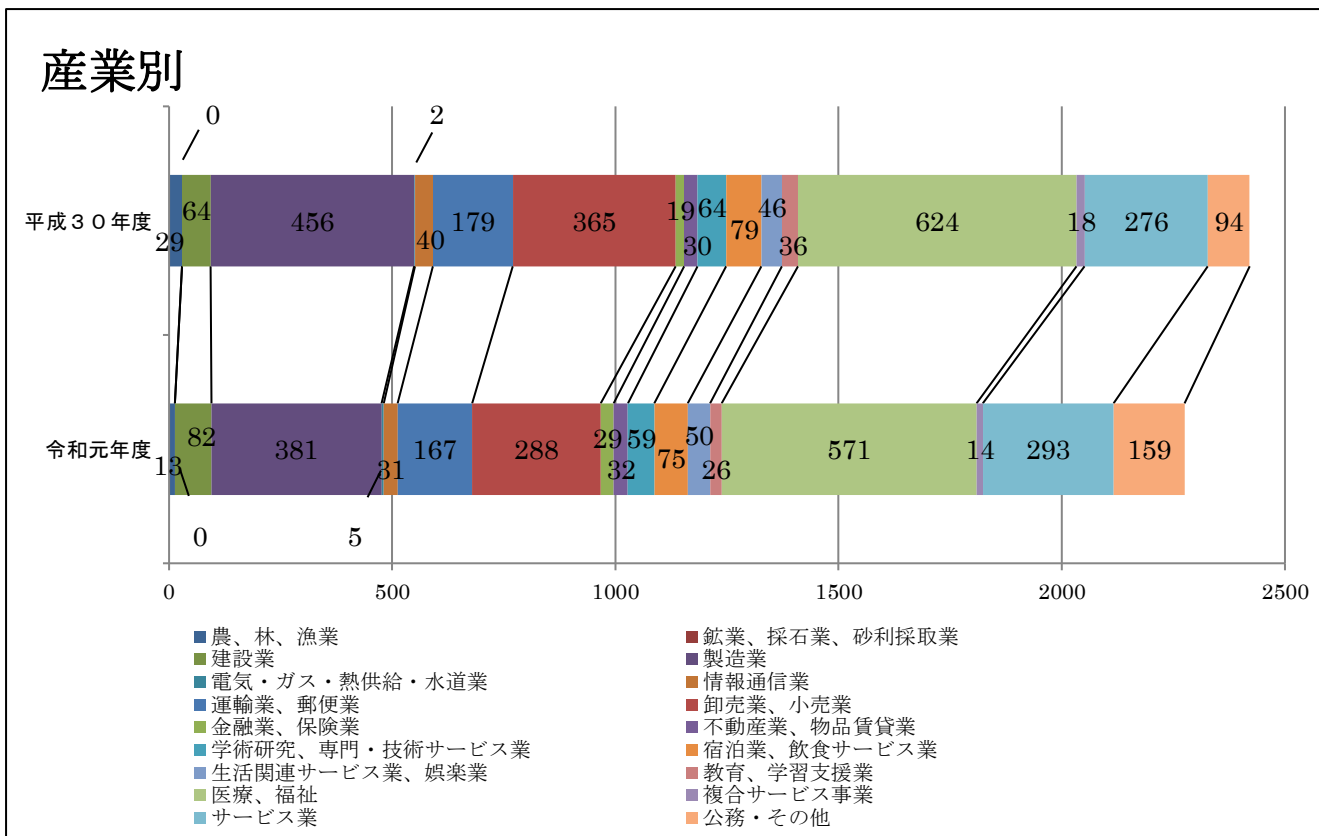 産業別
0 2
平成３０年度
29 64 456 40 179 365 19 30 64 79 46 36 624 18 276 94
令和元年度
13 82 381 31 167 288 29 32 59 75 50 26 571 14 293 159
0 5
0 500 1000 1500 2000 2500
農、林、漁業 鉱業、採石業、砂利採取業
建設業 製造業
電気・ガス・熱供給・水道業 情報通信業
運輸業、郵便業 卸売業、小売業
金融業、保険業 不動産業、物品賃貸業
学術研究、専門・技術サービス業 宿泊業、飲食サービス業
生活関連サービス業、娯楽業 教育、学習支援業
医療、福祉 複合サービス事業
サービス業 公務・その他